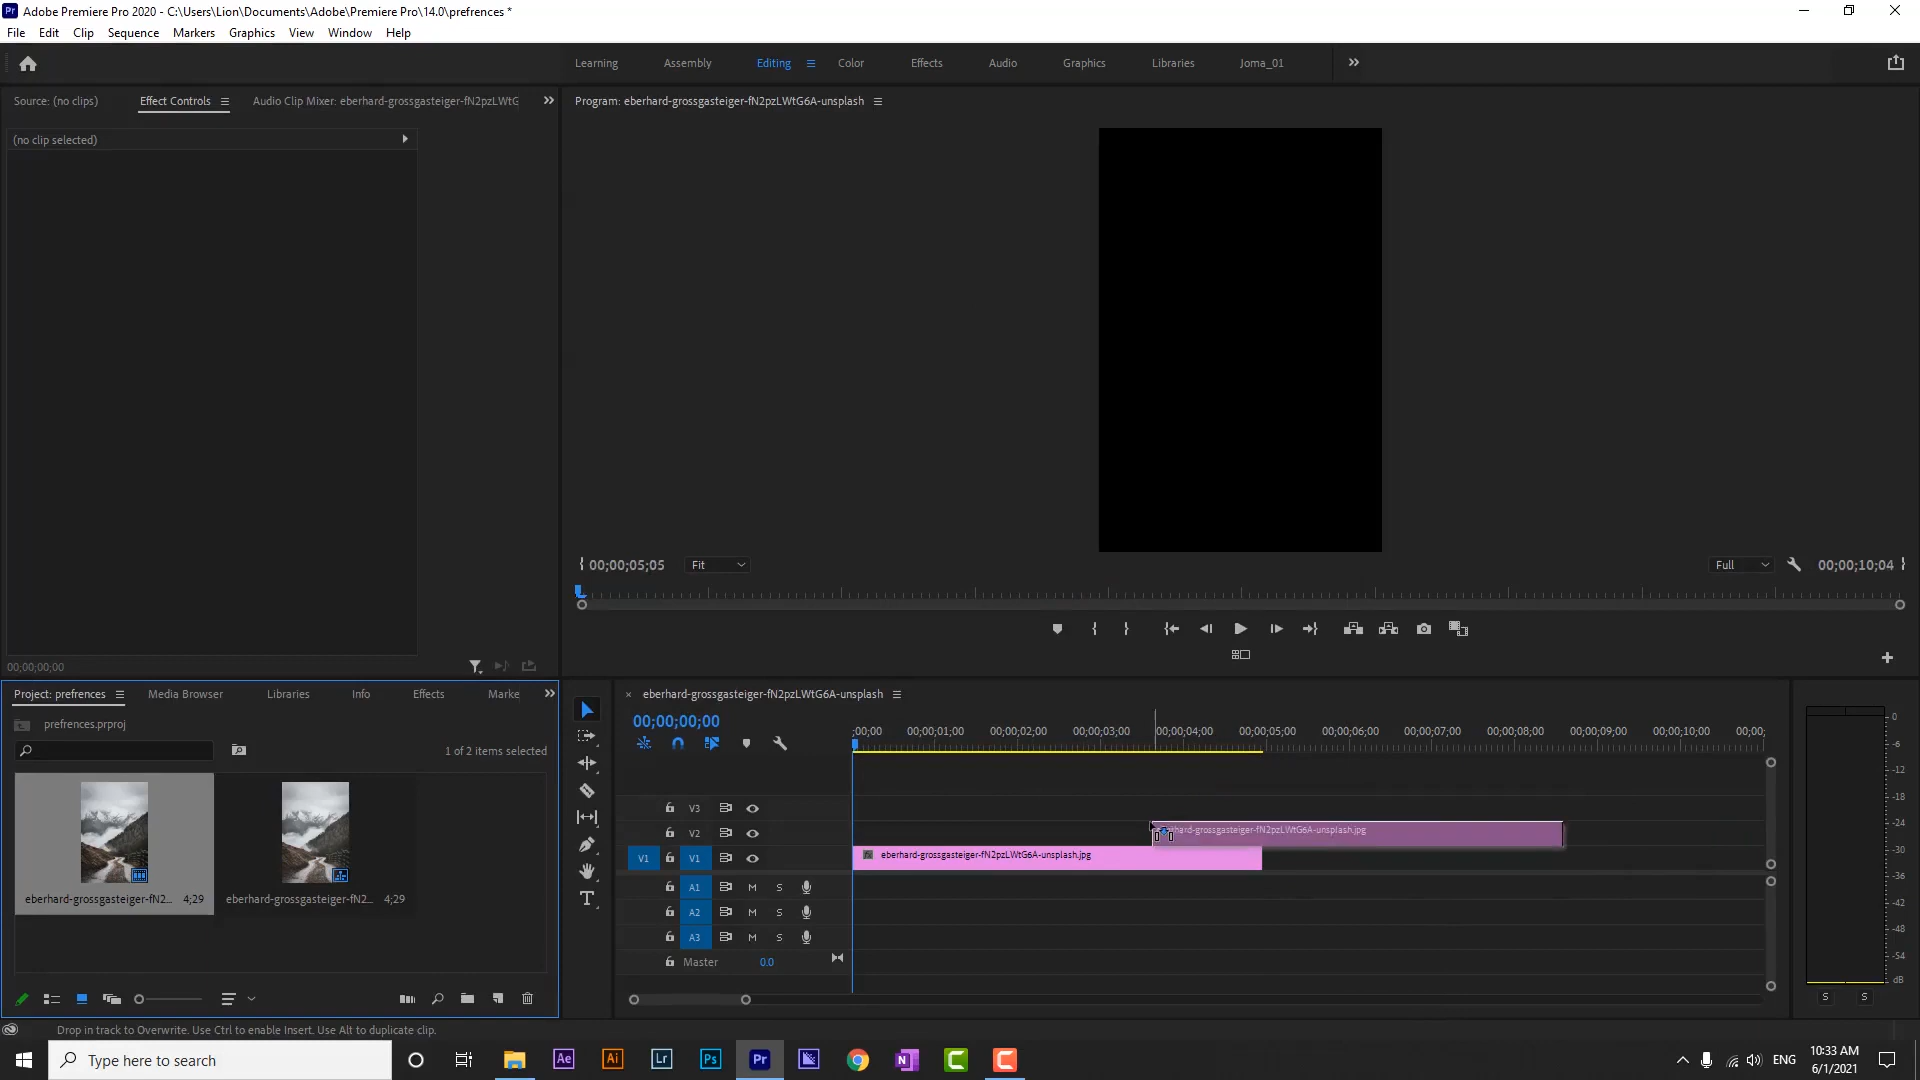 Adobe Premiere Pro 2020 - C:\Users\Lion\Documents\Adobe\Premiere Pro\14.0\prefrences *
File Edit Clip Sequence Markers Graphics View Window Help
Learning Assembly Editing Color Effects Audio Graphics Libraries Joma_01
Source: (no clips) Effect Controls Audio Clip Mixer: eberhard-grossgasteiger-fN2pzLWtG
Program: eberhard-grossgasteiger-fN2pzLWtG6A-unsplash
(no clip selected)
00;00;05;05 Fit Full 00;00;10;04
00;00;00;00
Project: prefrences Media Browser Libraries Info Effects Marke
eberhard-grossgasteiger-fN2pzLWtG6A-unsplash
prefrences.prproj
00;00;00;00
;00;00 00;00;01;00 00;00;02;00 00;00;03;00 00;00;04;00 00;00;05;00 00;00;06;00 00;00;07;00 00;00;08;00 00;00;09;00 00;00;10;00 00;00;
1 of 2 items selected
V3
V2 hard-grossgasteiger-fN2pzLWtG6A-unsplash.jpg
V1 V1 eberhard-grossgasteiger-fN2pzLWtG6A-unsplash.jpg
A1 M S
A2 M S
A3 M S
Master 0.0
eberhard-grossgasteiger-fN2... 4;29 eberhard-grossgasteiger-fN2... 4;29
0
-6
-12
-18
-24
-30
-36
-42
-48
-54
dB
S S
Drop in track to Overwrite. Use Ctrl to enable Insert. Use Alt to duplicate clip.
Type here to search
Ae Ai Lr Ps Pr N
ENG
10:33 AM
6/1/2021